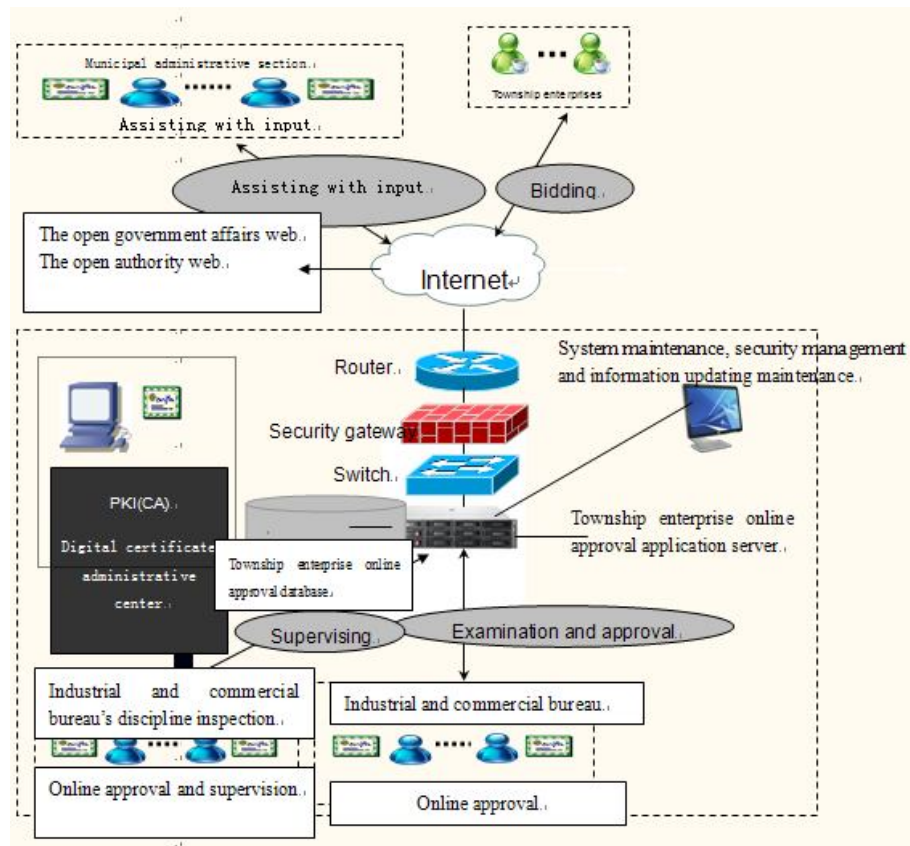 Municipal administrative section.
Assisting with input.
Township enterprises
Assisting with input.
Bidding.
The open government affairs web.
The open authority web.
Internet
Router.
System maintenance, security management
and information updating maintenance.
Security gateway
Switch.
PKI(CA).
Digital certificate
administrative
center.
Township enterprise online
approval database.
Township enterprise online
approval application server.
Supervising.
Examination and approval.
Industrial and commercial
bureau's discipline inspection.
Industrial and commercial bureau.
Online approval and supervision.
Online approval.